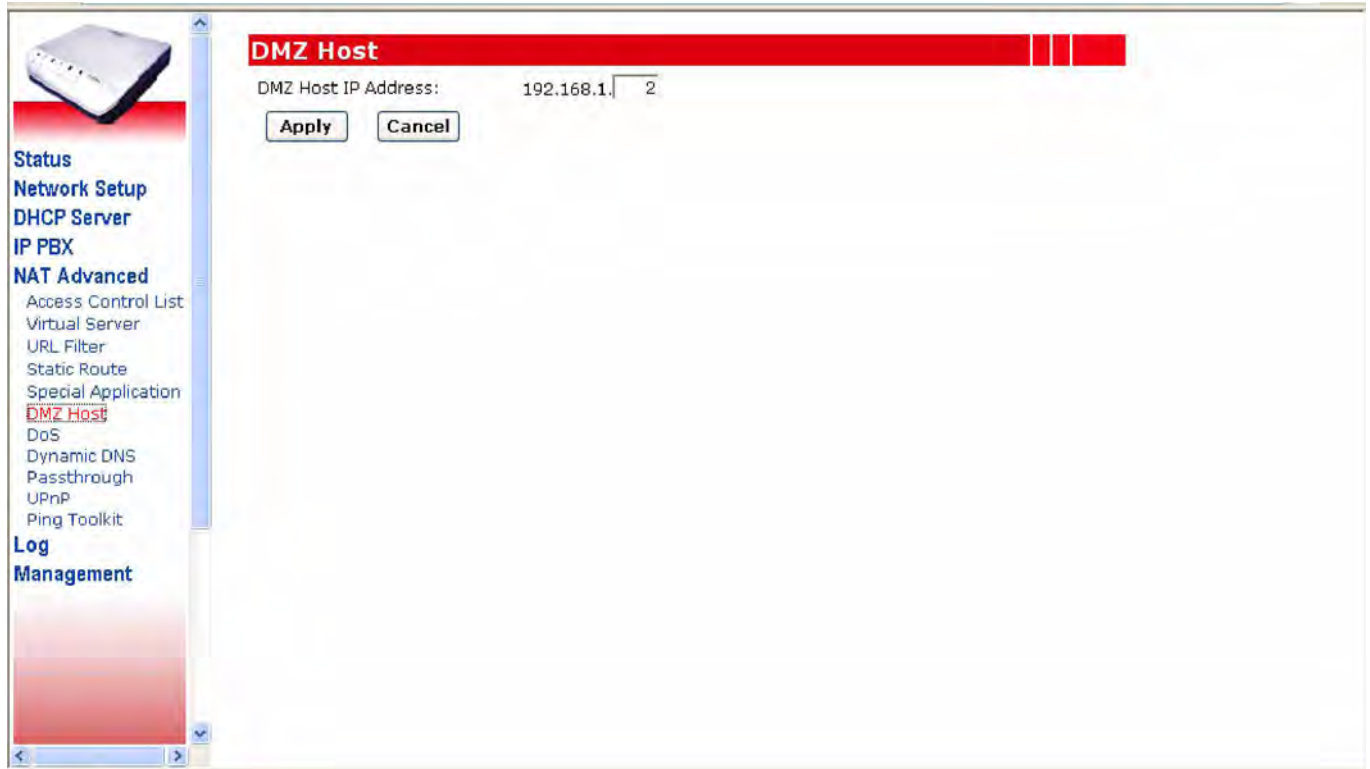 DMZ Host
DMZ Host IP Address: 192.168.1. 2
Apply Cancel
Status
Network Setup
DHCP Server
IP PBX
NAT Advanced
Access Control List
Virtual Server
URL Filter
Static Route
Special Application
DMZ Host
DoS
Dynamic DNS
Passthrough
UPnP
Ping Toolkit
Log
Management